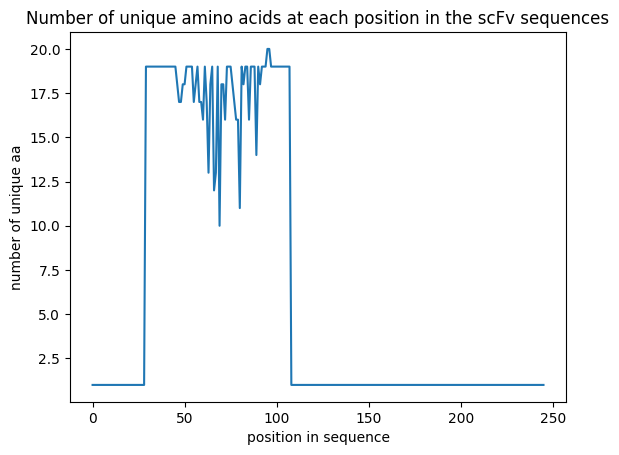 Number of unique amino acids at each position in the scFv sequences
20.0
17.5
15.0
12.5
10.0
7.5
5.0
2.5
number of unique aa
0 50 100 150 200 250
position in sequence